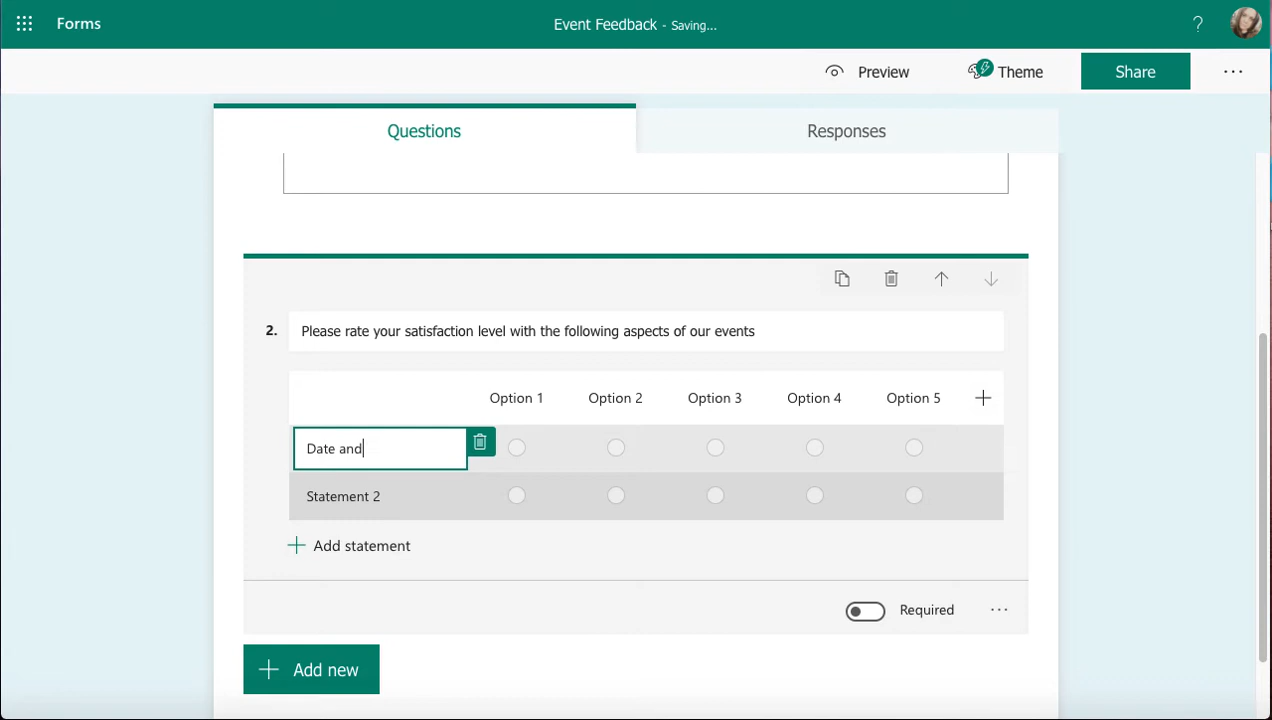 Forms
Event Feedback - Saving...
?
Preview
Theme
Share
Questions
Responses
2. Please rate your satisfaction level with the following aspects of our events
Option 1 Option 2 Option 3 Option 4 Option 5
Date and
Statement 2
Add statement
Required
Add new